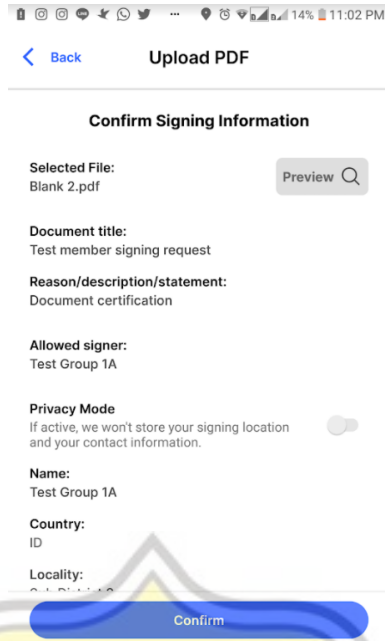 14% 11:02 PM
Back
Upload PDF
Confirm Signing Information
Selected File:
Blank 2.pdf
Preview
Document title:
Test member signing request
Reason/description/statement:
Document certification
Allowed signer:
Test Group 1A
Privacy Mode
If active, we won't store your signing location
and your contact information.
Name:
Test Group 1A
Country:
ID
Locality:
Confirm